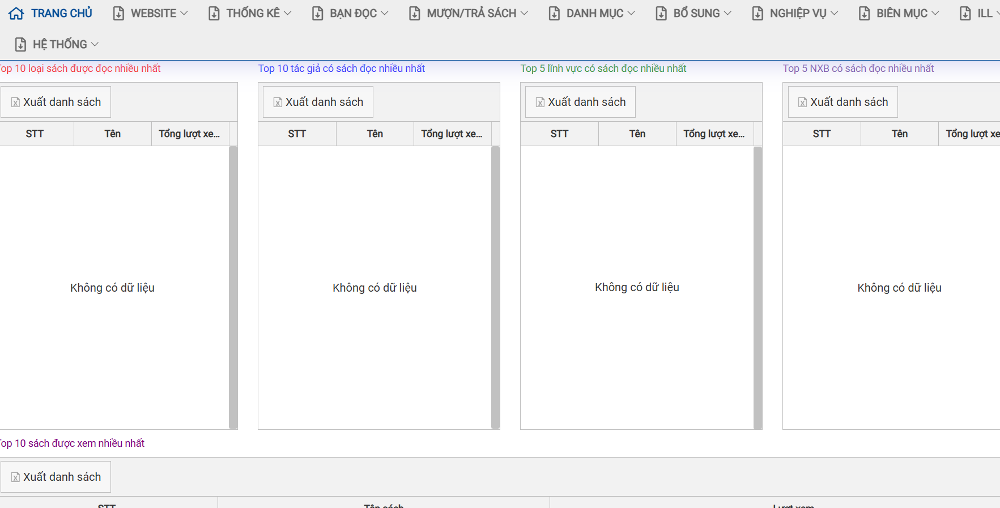 TRANG CHỦ WEBSITE THỐNG KÊ BẠN ĐỌC MƯỢN/TRẢ SÁCH DANH MỤC BỔ SUNG NGHIỆP VỤ BIÊN MỤC ILL
HỆ THỐNG
Top 10 loại sách được đọc nhiều nhất Top 10 tác giả có sách đọc nhiều nhất Top 5 lĩnh vực có sách đọc nhiều nhất Top 5 NXB có sách đọc nhiều nhất
Xuất danh sách Xuất danh sách Xuất danh sách Xuất danh sách
STT Tên Tổng lượt xe... STT Tên Tổng lượt xe... STT Tên Tổng lượt xe... STT Tên Tổng lượt xe
Không có dữ liệu Không có dữ liệu Không có dữ liệu Không có dữ liệu
Top 10 sách được xem nhiều nhất
Xuất danh sách
STT Tên sách Lượt xem